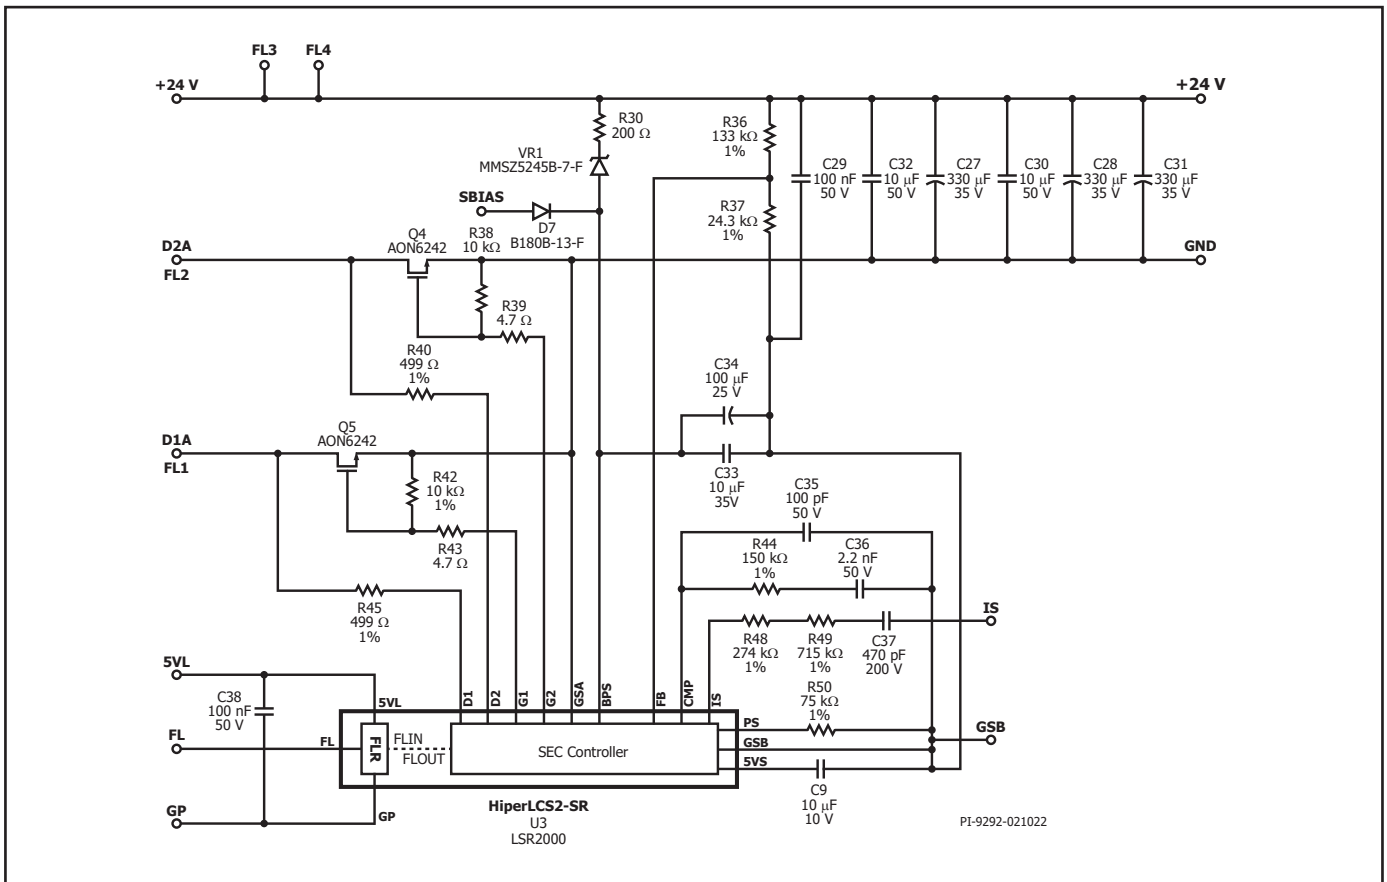 FL3
FL4
+24 V
+24 V
R30
200 Ω
R36
133 kΩ
1%
VR1
MMSZ5245B-7-F
C29
100 nF
50 V
C32
10 µF
50 V
C27
330 µF
35 V
C30
10 µF
50 V
C28
330 µF
35 V
C31
330 µF
35 V
SBIAS
D7
B180B-13-F
R37
24.3 kΩ
1%
D2A
FL2
Q4
AON6242
R38
10 kΩ
GND
R39
4.7 Ω
R40
499 Ω
1%
C34
100 µF
25 V
D1A
FL1
Q5
AON6242
R42
10 kΩ
1%
C33
10 µF
35V
R43
4.7 Ω
C35
100 pF
50 V
R44
150 kΩ
1%
C36
2.2 nF
50 V
R45
499 Ω
1%
IS
R48
274 kΩ
1%
R49
715 kΩ
1%
C37
470 pF
200 V
5VL
C38
100 nF
50 V
5VL
D1
D2
G1
G2
GSA
BPS
FB
CMP
IS
R50
75 kΩ
1%
PS
GSB
GSB
5VS
FL
FL
FLR
FLIN
FLOUT
SEC Controller
C9
10 µF
10 V
GP
GP
HiperLCS2-SR
U3
LSR2000
PI-9292-021022